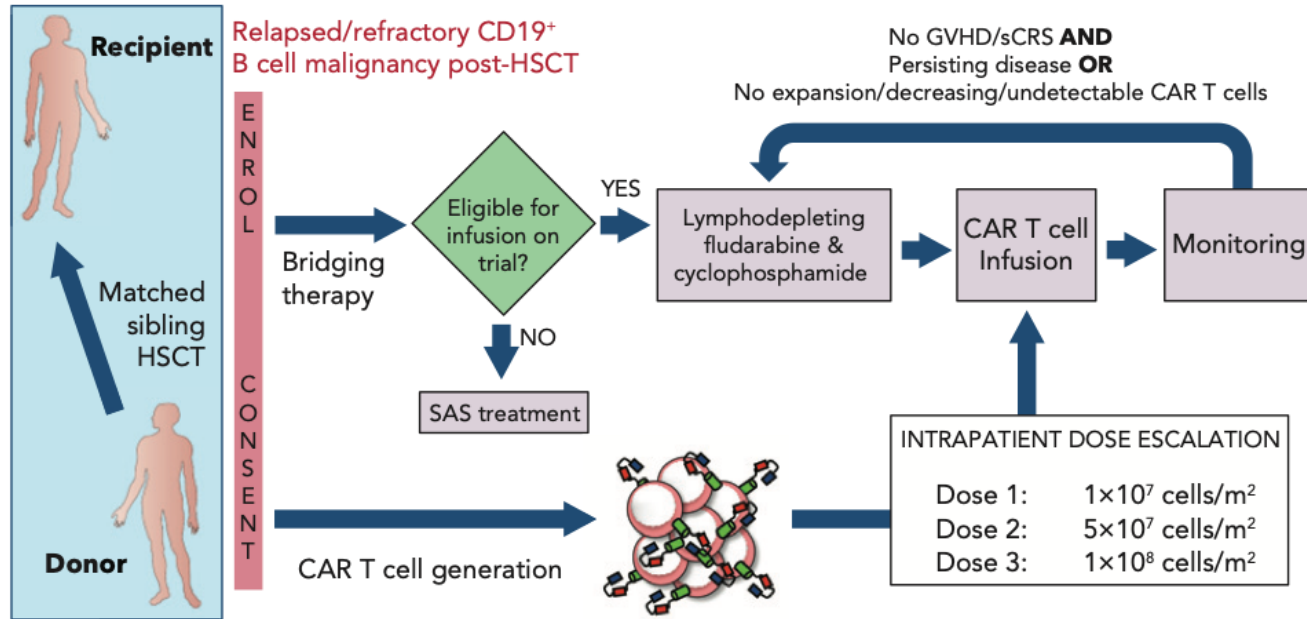 Recipient
Matched
sibling
HSCT
Donor
Relapsed/refractory CD19⁺
B cell malignancy post-HSCT
ENROL
CONSENT
Bridging
therapy
Eligible for
infusion on
trial?
YES
NO
SAS treatment
Lymphodepleting
fludarabine &
cyclophosphamide
CAR T cell
Infusion
Monitoring
No GVHD/sCRS AND
Persisting disease OR
No expansion/decreasing/undetectable CAR T cells
CAR T cell generation
INTRAPATIENT DOSE ESCALATION
Dose 1: 1×10⁷ cells/m²
Dose 2: 5×10⁷ cells/m²
Dose 3: 1×10⁸ cells/m²